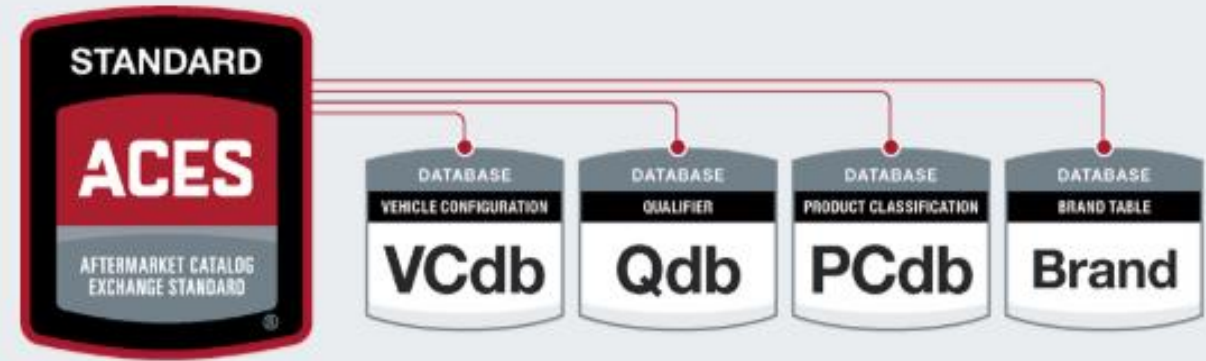 STANDARD
ACES
AFTERMARKET CATALOG
EXCHANGE STANDARD
®
DATABASE
VEHICLE CONFIGURATION
VCdb
DATABASE
QUALIFIER
Qdb
DATABASE
PRODUCT CLASSIFICATION
PCdb
DATABASE
BRAND TABLE
Brand